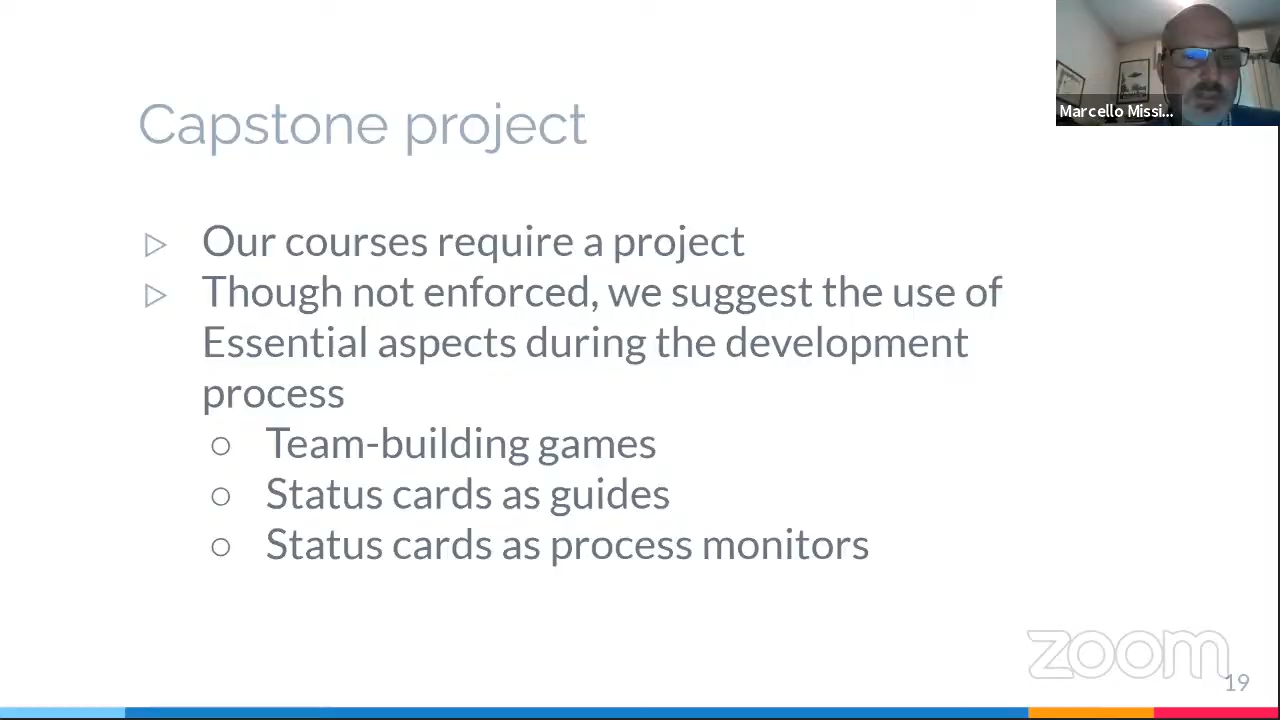 Marcello Missi...
Capstone project
Our courses require a project
Though not enforced, we suggest the use of
Essential aspects during the development
process
Team-building games
Status cards as guides
Status cards as process monitors
zoom
19